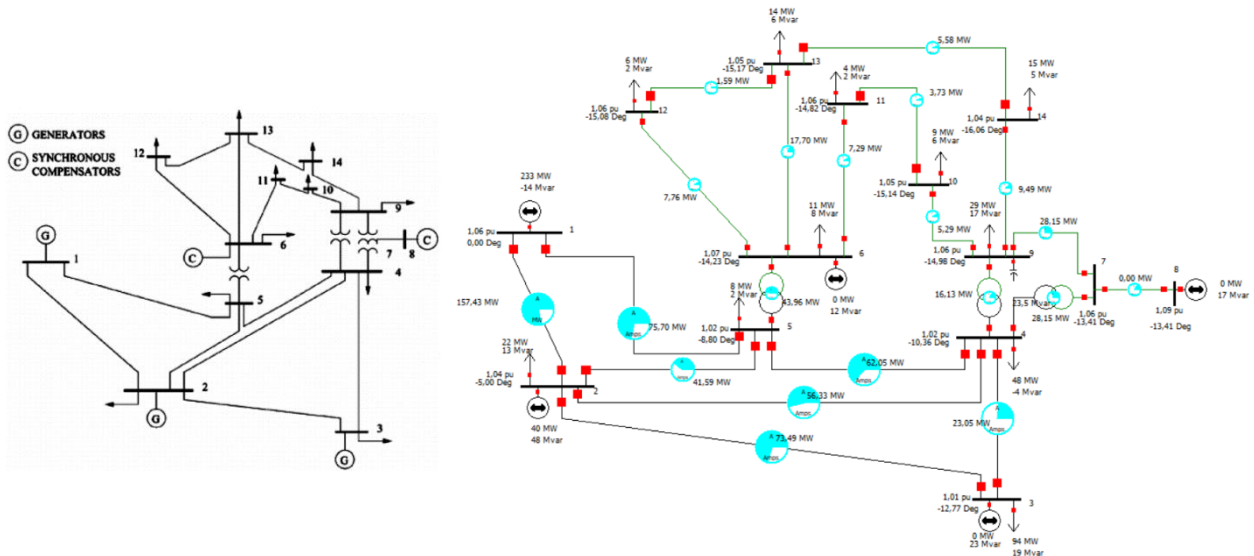 G GENERATORS
C SYNCHRONOUS
COMPENSATORS
13
12
14
11
10
9
G
C
6
7
8
C
1
4
5
2
G
3
G
14 MW
6 Mvar
5,58 MW
1,05 pu
-15,17 Deg
13
6 MW
2 Mvar
1,59 MW
4 MW
2 Mvar
15 MW
5 Mvar
1,06 pu
-15,08 Deg
12
1,06 pu
-14,82 Deg
11
3,73 MW
1,04 pu
-16,06 Deg
14
17,70 MW
7,29 MW
9 MW
6 Mvar
7,76 MW
1,05 pu
-15,14 Deg
10
9,49 MW
233 MW
-14 Mvar
11 MW
8 Mvar
5.29 MW
29 MW
17 Mvar
28,15 MW
1,06 pu
0,00 Deg
1
1,07 pu
-14,23 Deg
6
1,06 pu
-14,98 Deg
9
7
0,00 MW
8
0 MW
17 Mvar
157,43 MW
A
MW
8 MW
2 Mvar
43,96 MW
0 MW
12 Mvar
16,13 MW
23,5 Mvar
28,15 MW
1,06 pu
-13,41 Deg
1,09 pu
-13,41 Deg
A
Amps
75,70 MW
1,02 pu
-8,80 Deg
5
1,02 pu
-10,36 Deg
4
22 MW
13 Mvar
A
Amps
62,05 MW
1,04 pu
-5,00 Deg
2
A
Amps
41,59 MW
48 MW
-4 Mvar
A
Amps
56,33 MW
40 MW
48 Mvar
A
Amps
23,05 MW
A
Amps
73,49 MW
1,01 pu
-12,77 Deg
3
0 MW
23 Mvar
94 MW
19 Mvar